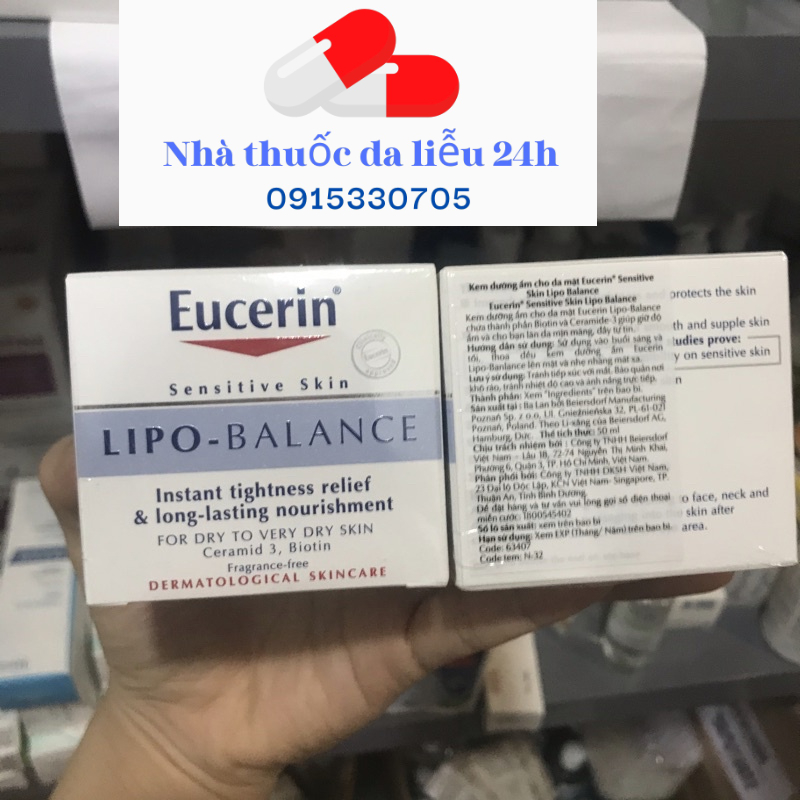 Nhà thuốc da liễu 24h
0915330705
Eucerin®
Eucerin
Sensitive Skin
LIPO-BALANCE
Instant tightness relief
& long-lasting nourishment
FOR DRY TO VERY DRY SKIN
Ceramid 3, Biotin
Fragrance-free
DERMATOLOGICAL SKINCARE
Kem dưỡng ẩm cho da mặt Eucerin® Sensitive
Skin Lipo Balance
Eucerin® Sensitive Skin Lipo Balance
Kem dưỡng ẩm cho da mặt Eucerin Lipo-Balance
chứa thành phần Biotin và Ceramide-3 giúp giữ độ
ẩm và cho bạn làn da mịn màng, đầy tự tin.
Hướng dẫn sử dụng: Sử dụng vào buổi sáng và
tối, thoa đều kem dưỡng ẩm Eucerin
Lipo-Banlance lên mặt và nhẹ nhàng mát xa.
Lưu ý sử dụng: Tránh tiếp xúc với mắt. Bảo quản nơi
khô ráo, tránh nhiệt độ cao và ánh nắng trực tiếp.
Thành phần: Xem "Ingredients" trên bao bì.
Sản xuất tại: Ba Lan bởi Beiersdorf Manufacturing
Poznań Sp. z o.o, Ul. Gnieźnieńska 32, PL-61-021
Poznań, Poland. Theo Li-xăng của Beiersdorf AG,
Hamburg, Đức. Thể tích thực: 50 ml
Chịu trách nhiệm bởi: Công ty TNHH Beiersdorf
Việt Nam - Lầu 1B, 72-74 Nguyễn Thị Minh Khai,
Phường 6, Quận 3, TP. Hồ Chí Minh, Việt Nam.
Phân phối bởi: Công ty TNHH DKSH Việt Nam,
23 Đại lộ Độc Lập, KCN Việt Nam-Singapore, TP.
Thuận An, Tỉnh Bình Dương.
Để đặt hàng và tư vấn vui lòng gọi số điện thoại
miễn cước: 1800545402
Số lô sản xuất: xem trên bao bì
Hạn sử dụng: Xem EXP (Tháng/ Năm) trên bao bì.
Code: 63407
Code tem: N-32
protects the skin
th and supple skin
tudies prove:
y on sensitive skin
n
to face, neck and
the skin after
area.